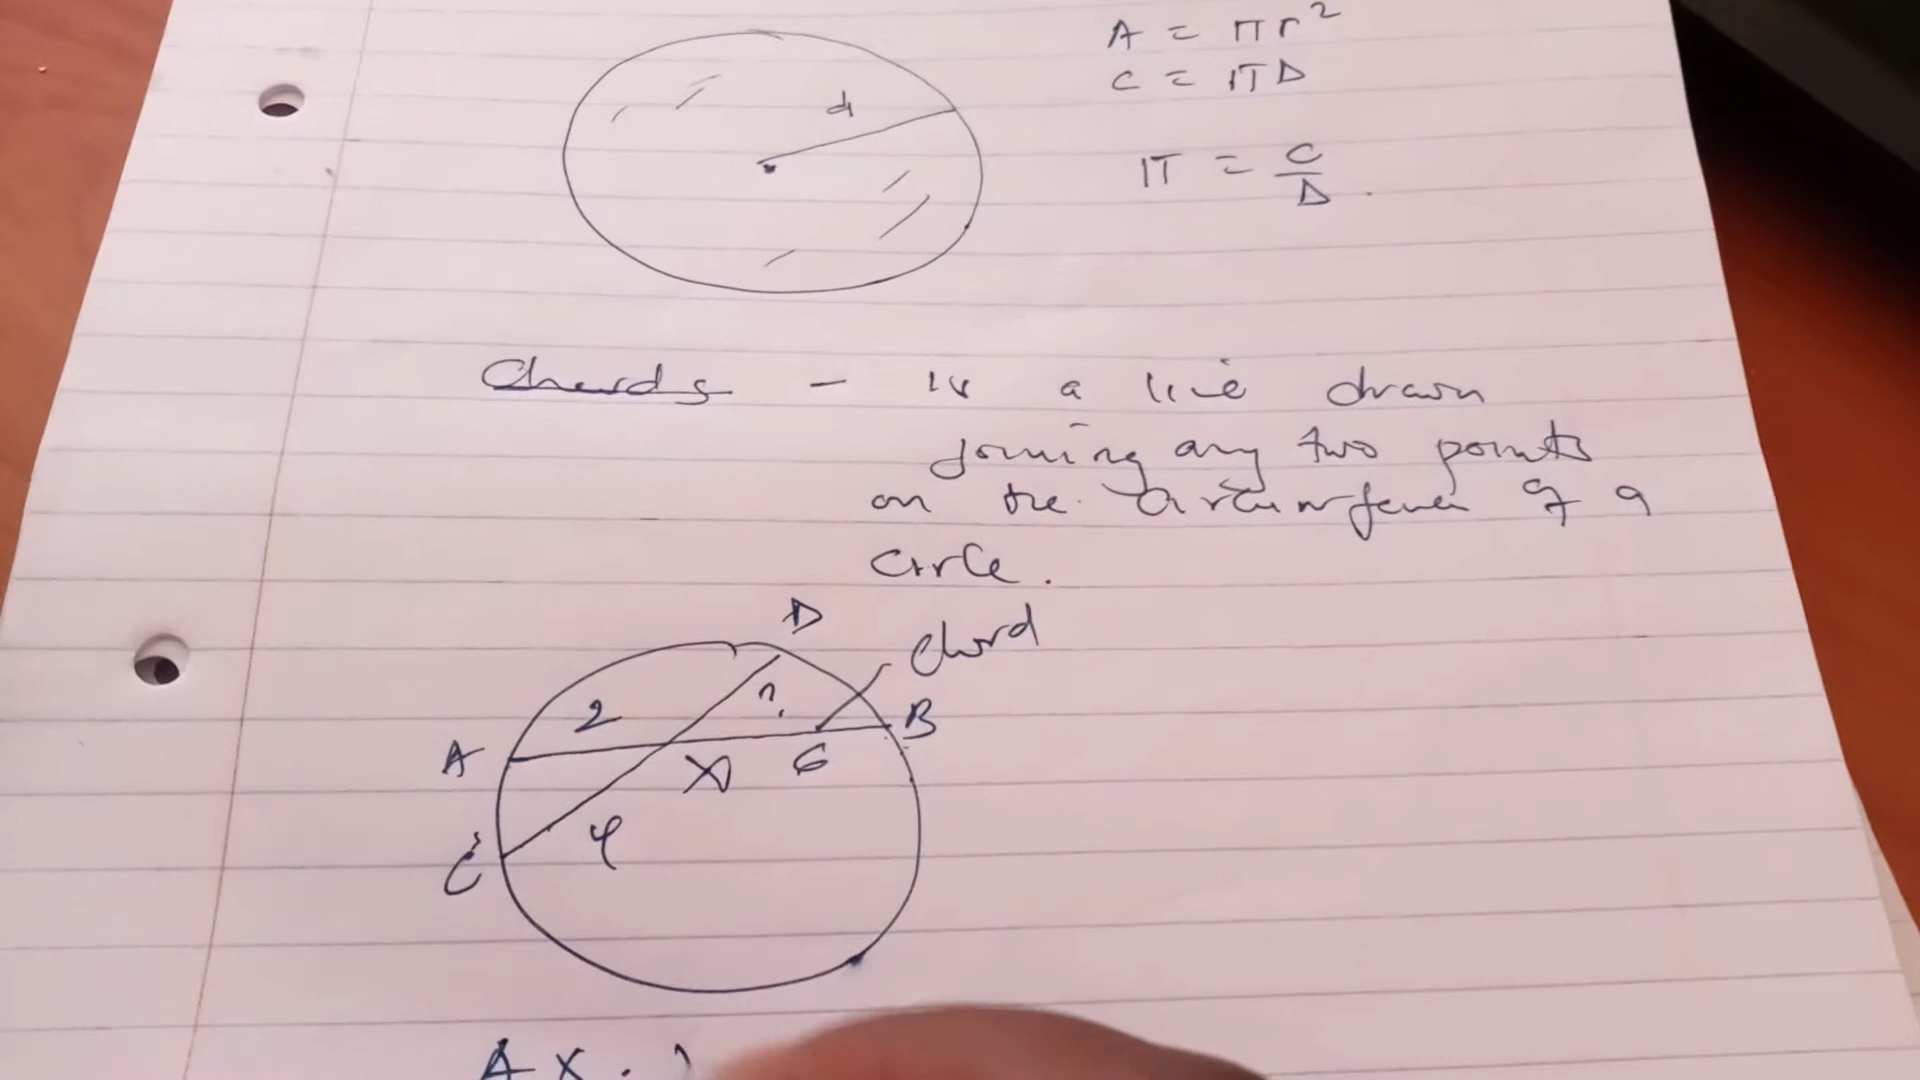 A = πr²
C = πD
d
π = C/D.
Chords - is a line drawn
joining any two points
on the circumference of a
circle.
D
chord
2
?
B
A
X
6
C
4
AX.